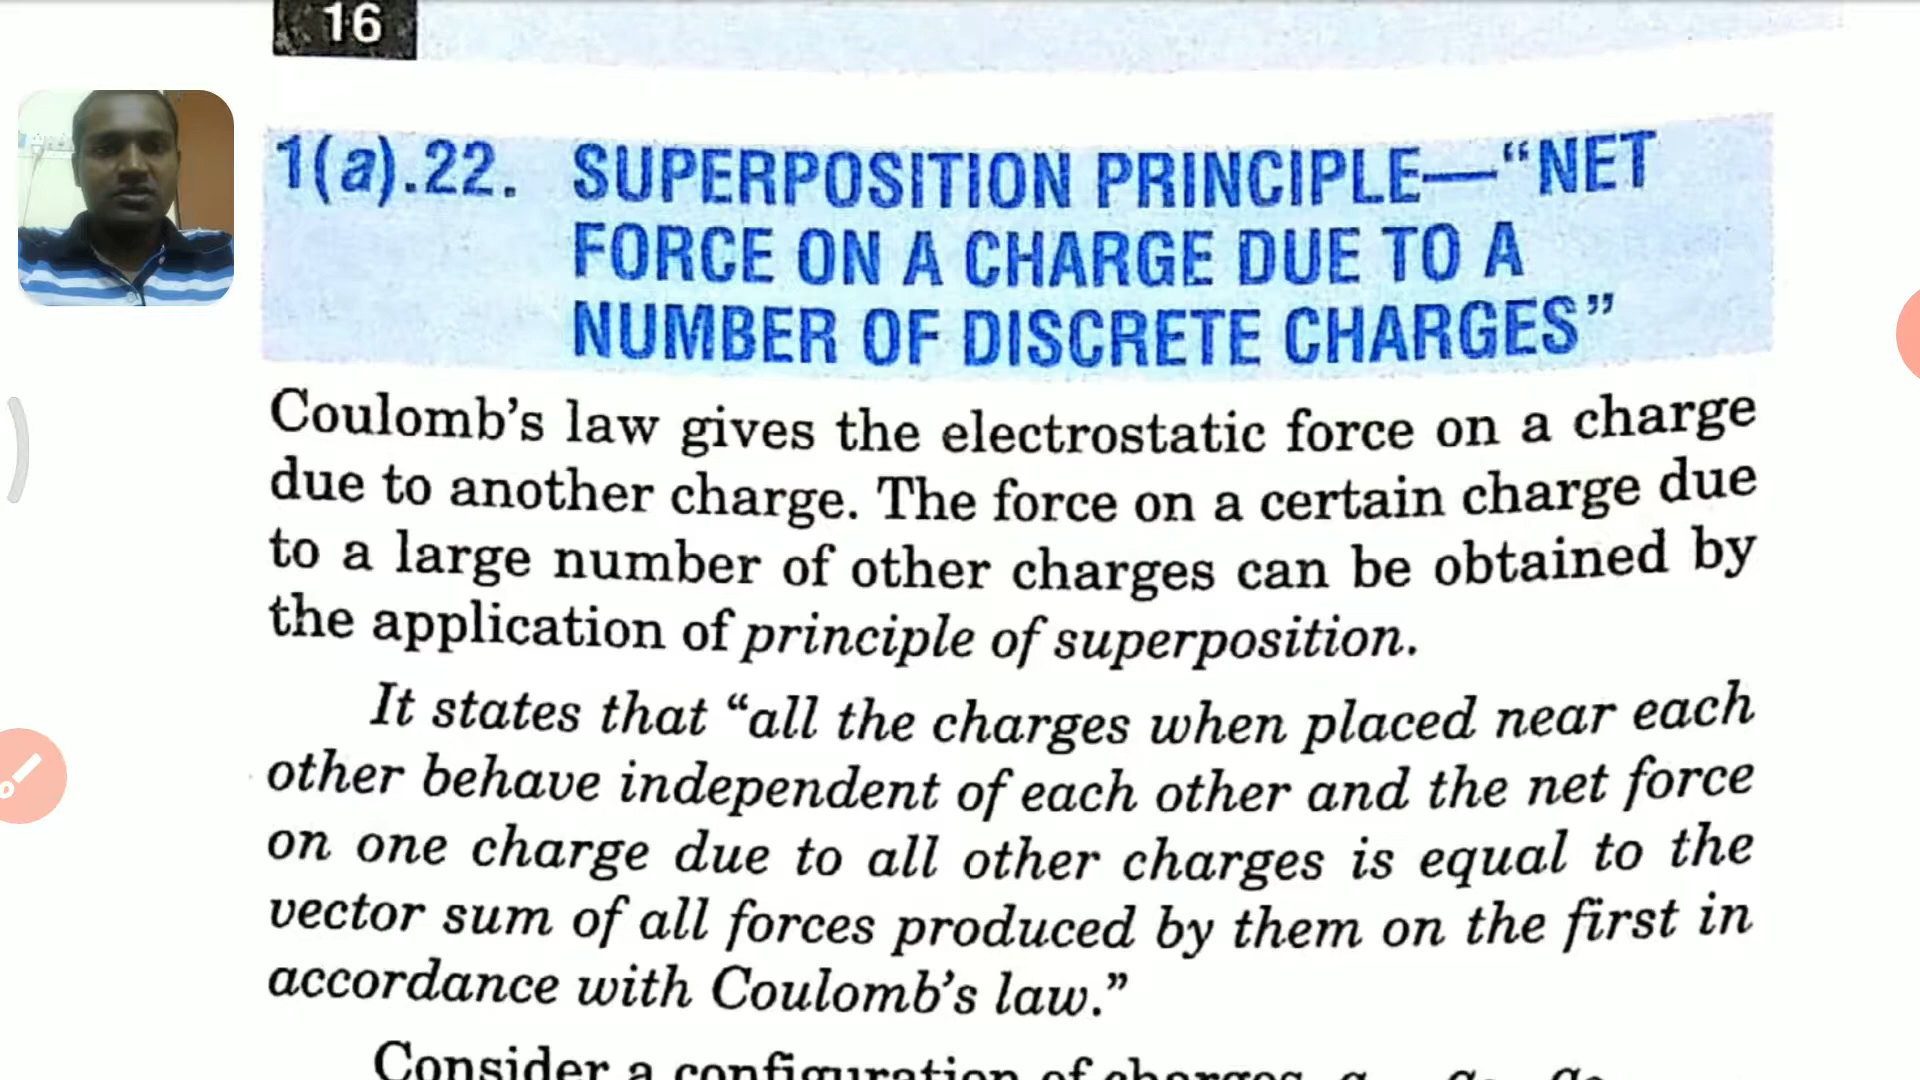 16
1(a).22. SUPERPOSITION PRINCIPLE—“NET
FORCE ON A CHARGE DUE TO A
NUMBER OF DISCRETE CHARGES”
Coulomb’s law gives the electrostatic force on a charge
due to another charge. The force on a certain charge due
to a large number of other charges can be obtained by
the application of principle of superposition.
It states that “all the charges when placed near each
other behave independent of each other and the net force
on one charge due to all other charges is equal to the
vector sum of all forces produced by them on the first in
accordance with Coulomb’s law.”
Consider a configuration of charges